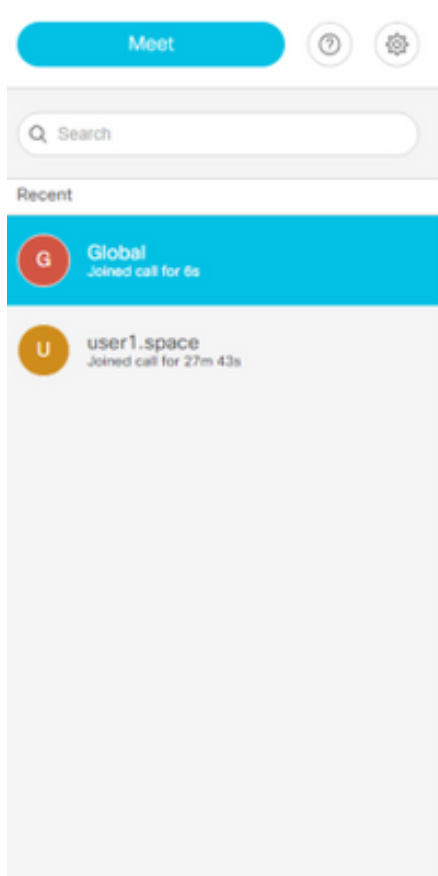 Meet
Search
Recent
G
Global
Joined call for 6s
U
user1.space
Joined call for 27m 43s